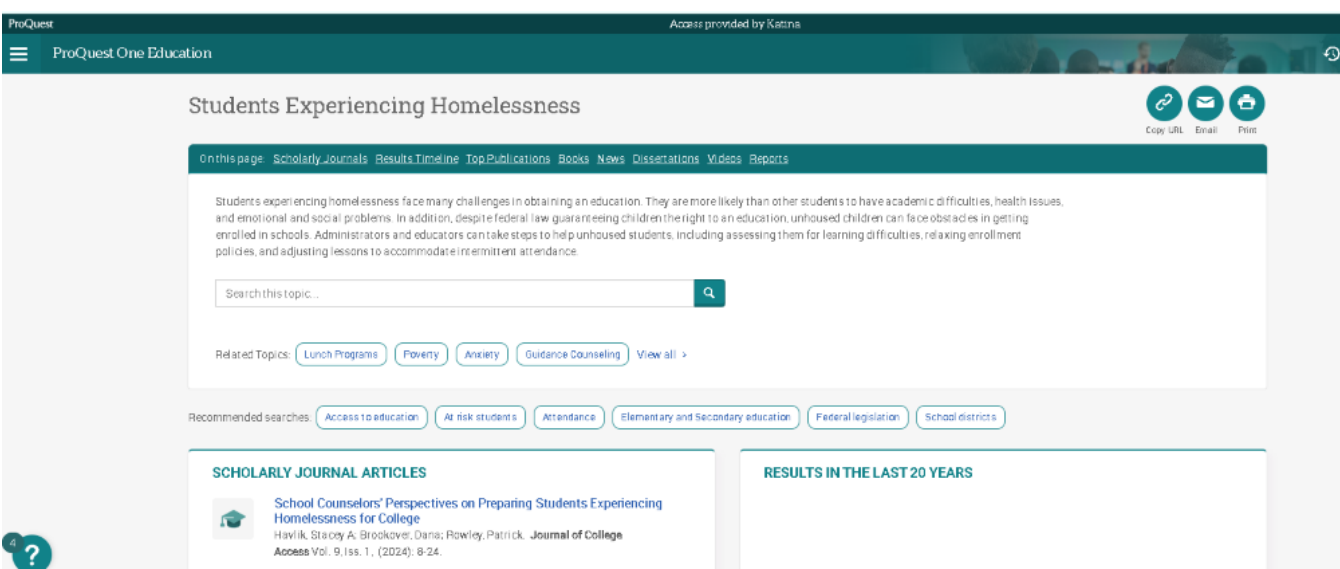 ProQuest
Access provided by Katina
ProQuest One Education
Students Experiencing Homelessness
Copy URL
Email
Print
On this page: Scholarly Journals Results Timeline Top Publications Books News Dissertations Videos Reports
Students experiencing homelessness face many challenges in obtaining an education. They are more likely than other students to have academic difficulties, health issues,
and emotional and social problems. In addition, despite federal law guaranteeing children the right to an education, unhoused children can face obstacles in getting
enrolled in schools. Administrators and educators can take steps to help unhoused students, including assessing them for learning difficulties, relaxing enrollment
policies, and adjusting lessons to accommodate intermittent attendance.
Search this topic...
Related Topics: Lunch Programs Poverty Anxiety Guidance Counseling View all >
Recommended searches: Access to education At risk students Attendance Elementary and Secondary education Federal legislation School districts
SCHOLARLY JOURNAL ARTICLES
School Counselors' Perspectives on Preparing Students Experiencing
Homelessness for College
Havlik, Stacey A; Brookover, Dana; Rowley, Patrick. Journal of College
Access Vol. 9, Iss. 1, (2024): 8-24.
RESULTS IN THE LAST 20 YEARS
4
?